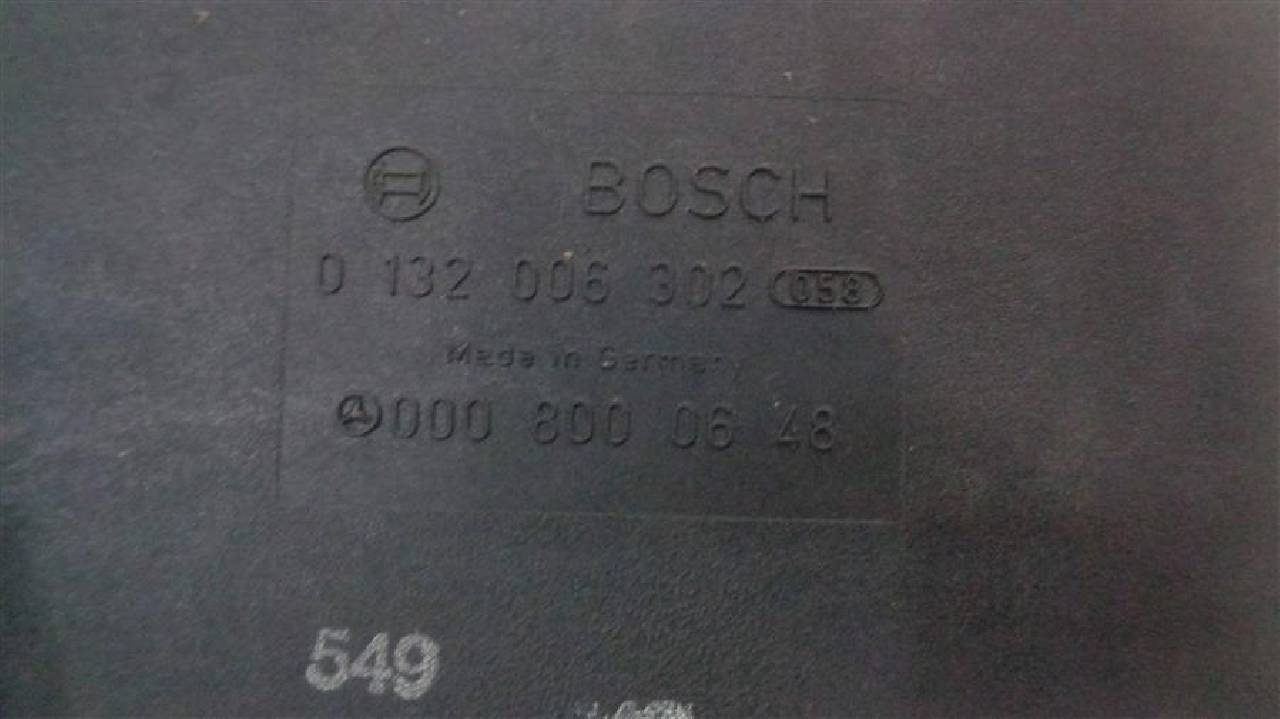 BOSCH
0 132 006 302 058
Made in Germany
000 800 06 48
549